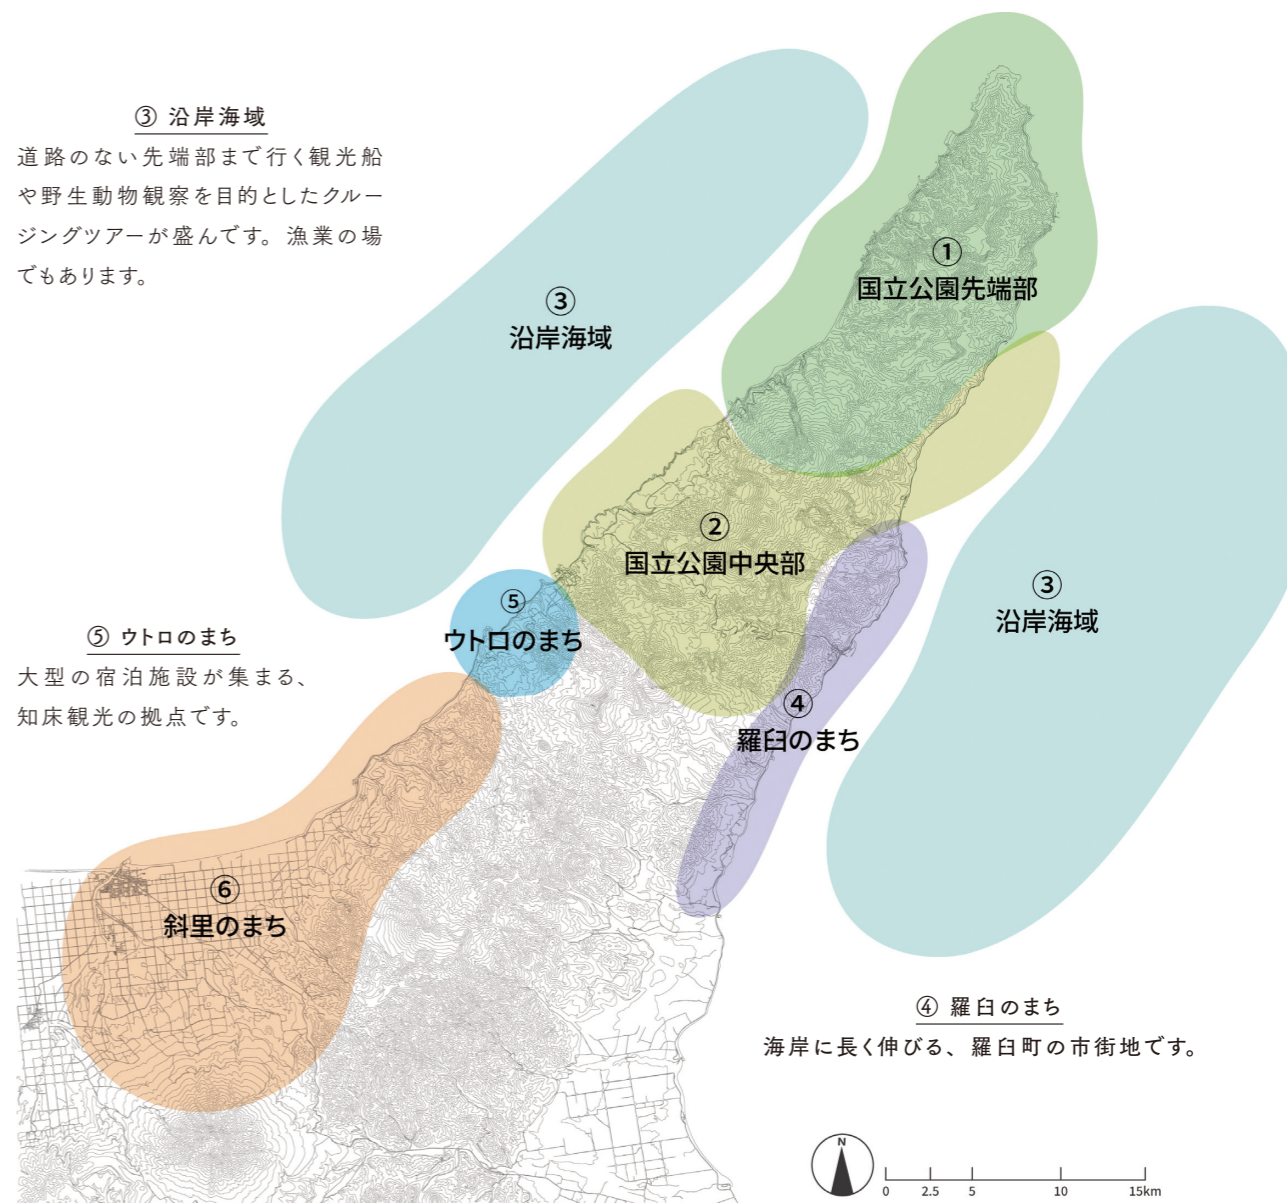 ③ 沿岸海域
道路のない先端部まで行く観光船
や野生動物観察を目的としたクルー
ジングツアーが盛んです。漁業の場
でもあります。
①
国立公園先端部
③
沿岸海域
②
国立公園中央部
③
沿岸海域
⑤
ウトロのまち
⑤ ウトロのまち
大型の宿泊施設が集まる、
知床観光の拠点です。
④
羅臼のまち
⑥
斜里のまち
④ 羅臼のまち
海岸に長く伸びる、羅臼町の市街地です。
N
0 2.5 5 10 15km